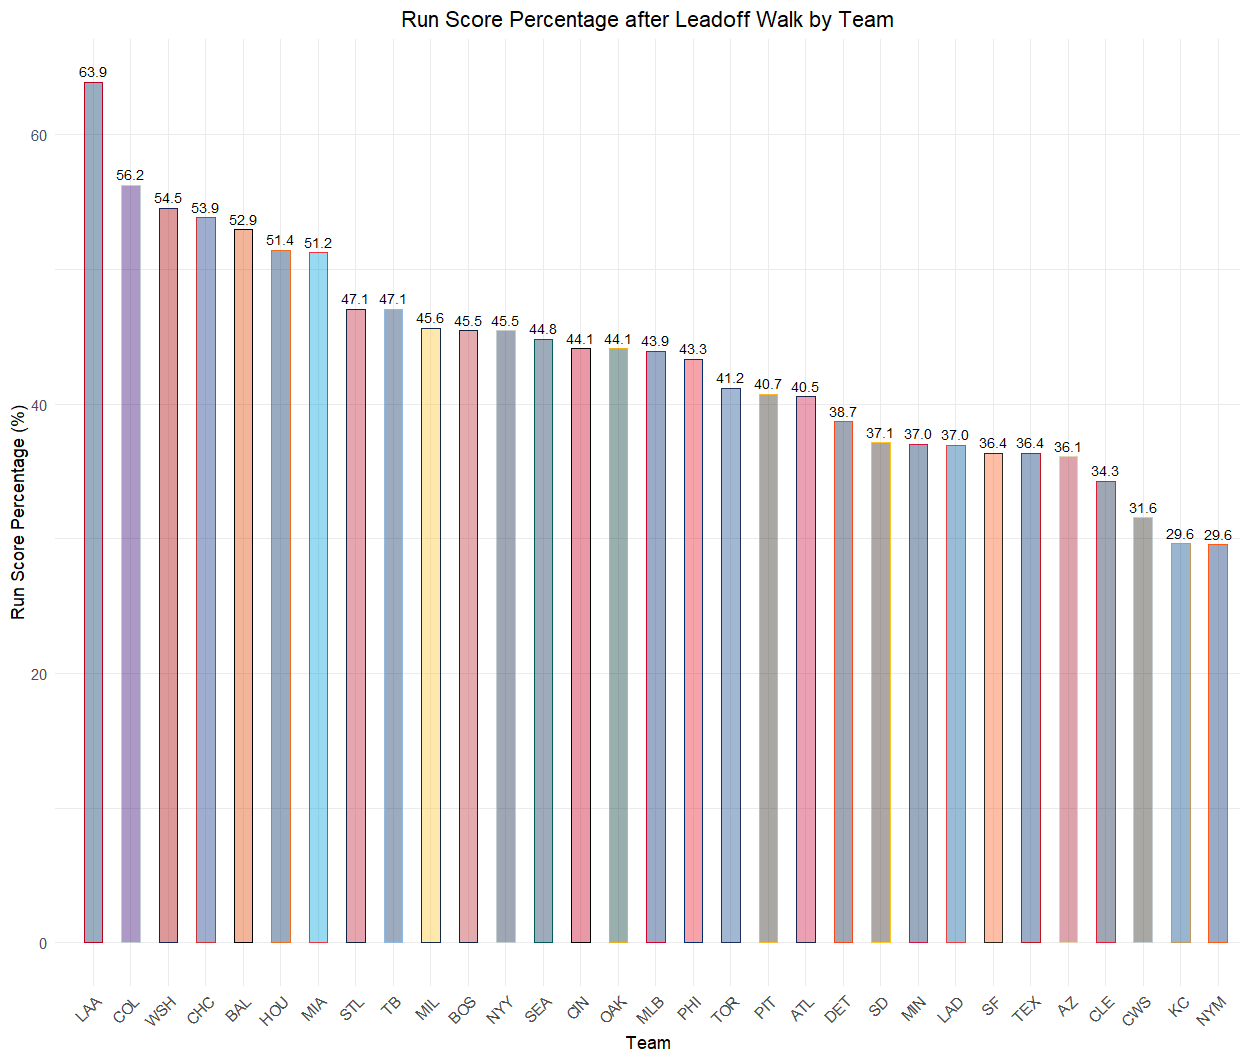 Run Score Percentage after Leadoff Walk by Team
Run Score Percentage (%)
60
40
20
0
63.9
56.2
54.5
53.9
52.9
51.4
51.2
47.1
47.1
45.6
45.5
45.5
44.8
44.1
44.1
43.9
43.3
41.2
40.7
40.5
38.7
37.1
37.0
37.0
36.4
36.4
36.1
34.3
31.6
29.6
29.6
LAA
COL
WSH
CHC
BAL
HOU
MIA
STL
TB
MIL
BOS
NYY
SEA
CIN
OAK
MLB
PHI
TOR
PIT
ATL
DET
SD
MIN
LAD
SF
TEX
AZ
CLE
CWS
KC
NYM
Team